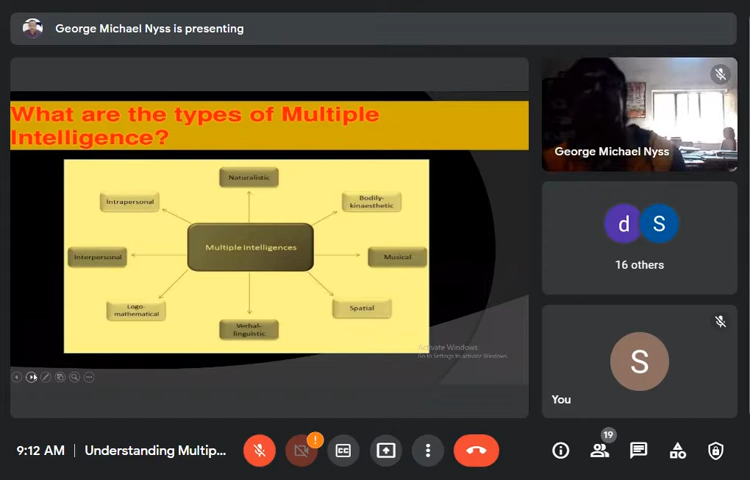 George Michael Nyss is presenting
What are the types of Multiple
Intelligence?
Naturalistic
Intrapersonal
Bodily-
kinaesthetic
Multiple Intelligences
Interpersonal
Musical
Logo-
mathematical
Spatial
Verbal-
linguistic
Activate Windows
Go to Settings to activate Windows.
George Michael Nyss
d
S
16 others
S
You
9:12 AM
Understanding Multip...
!
CC
19